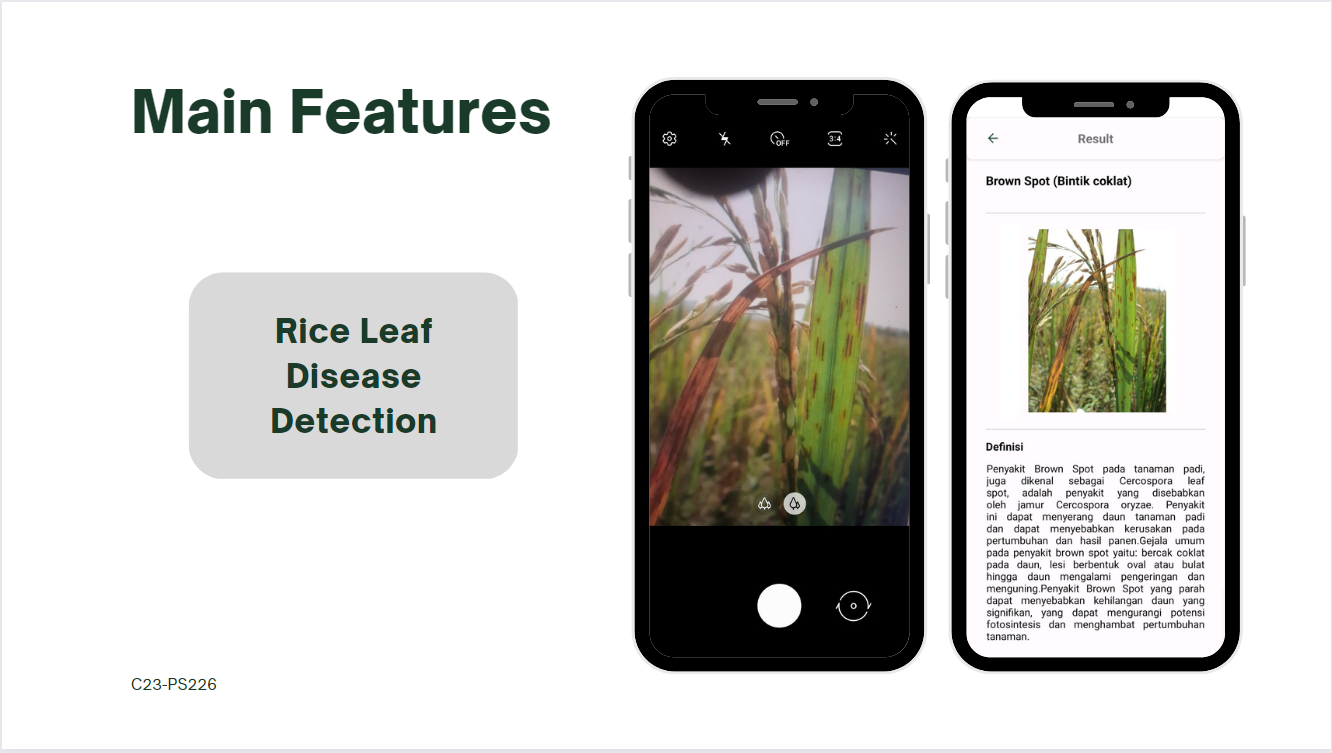 Main Features
Rice Leaf
Disease
Detection
C23-PS226
OFF
3:4
Result
Brown Spot (Bintik coklat)
Definisi
Penyakit Brown Spot pada tanaman padi,
juga dikenal sebagai Cercospora leaf
spot, adalah penyakit yang disebabkan
oleh jamur Cercospora oryzae. Penyakit
ini dapat menyerang daun tanaman padi
dan dapat menyebabkan kerusakan pada
pertumbuhan dan hasil panen.Gejala umum
pada penyakit brown spot yaitu: bercak coklat
pada daun, lesi berbentuk oval atau bulat
hingga daun mengalami pengeringan dan
menguning.Penyakit Brown Spot yang parah
dapat menyebabkan kehilangan daun yang
signifikan, yang dapat mengurangi potensi
fotosintesis dan menghambat pertumbuhan
tanaman.